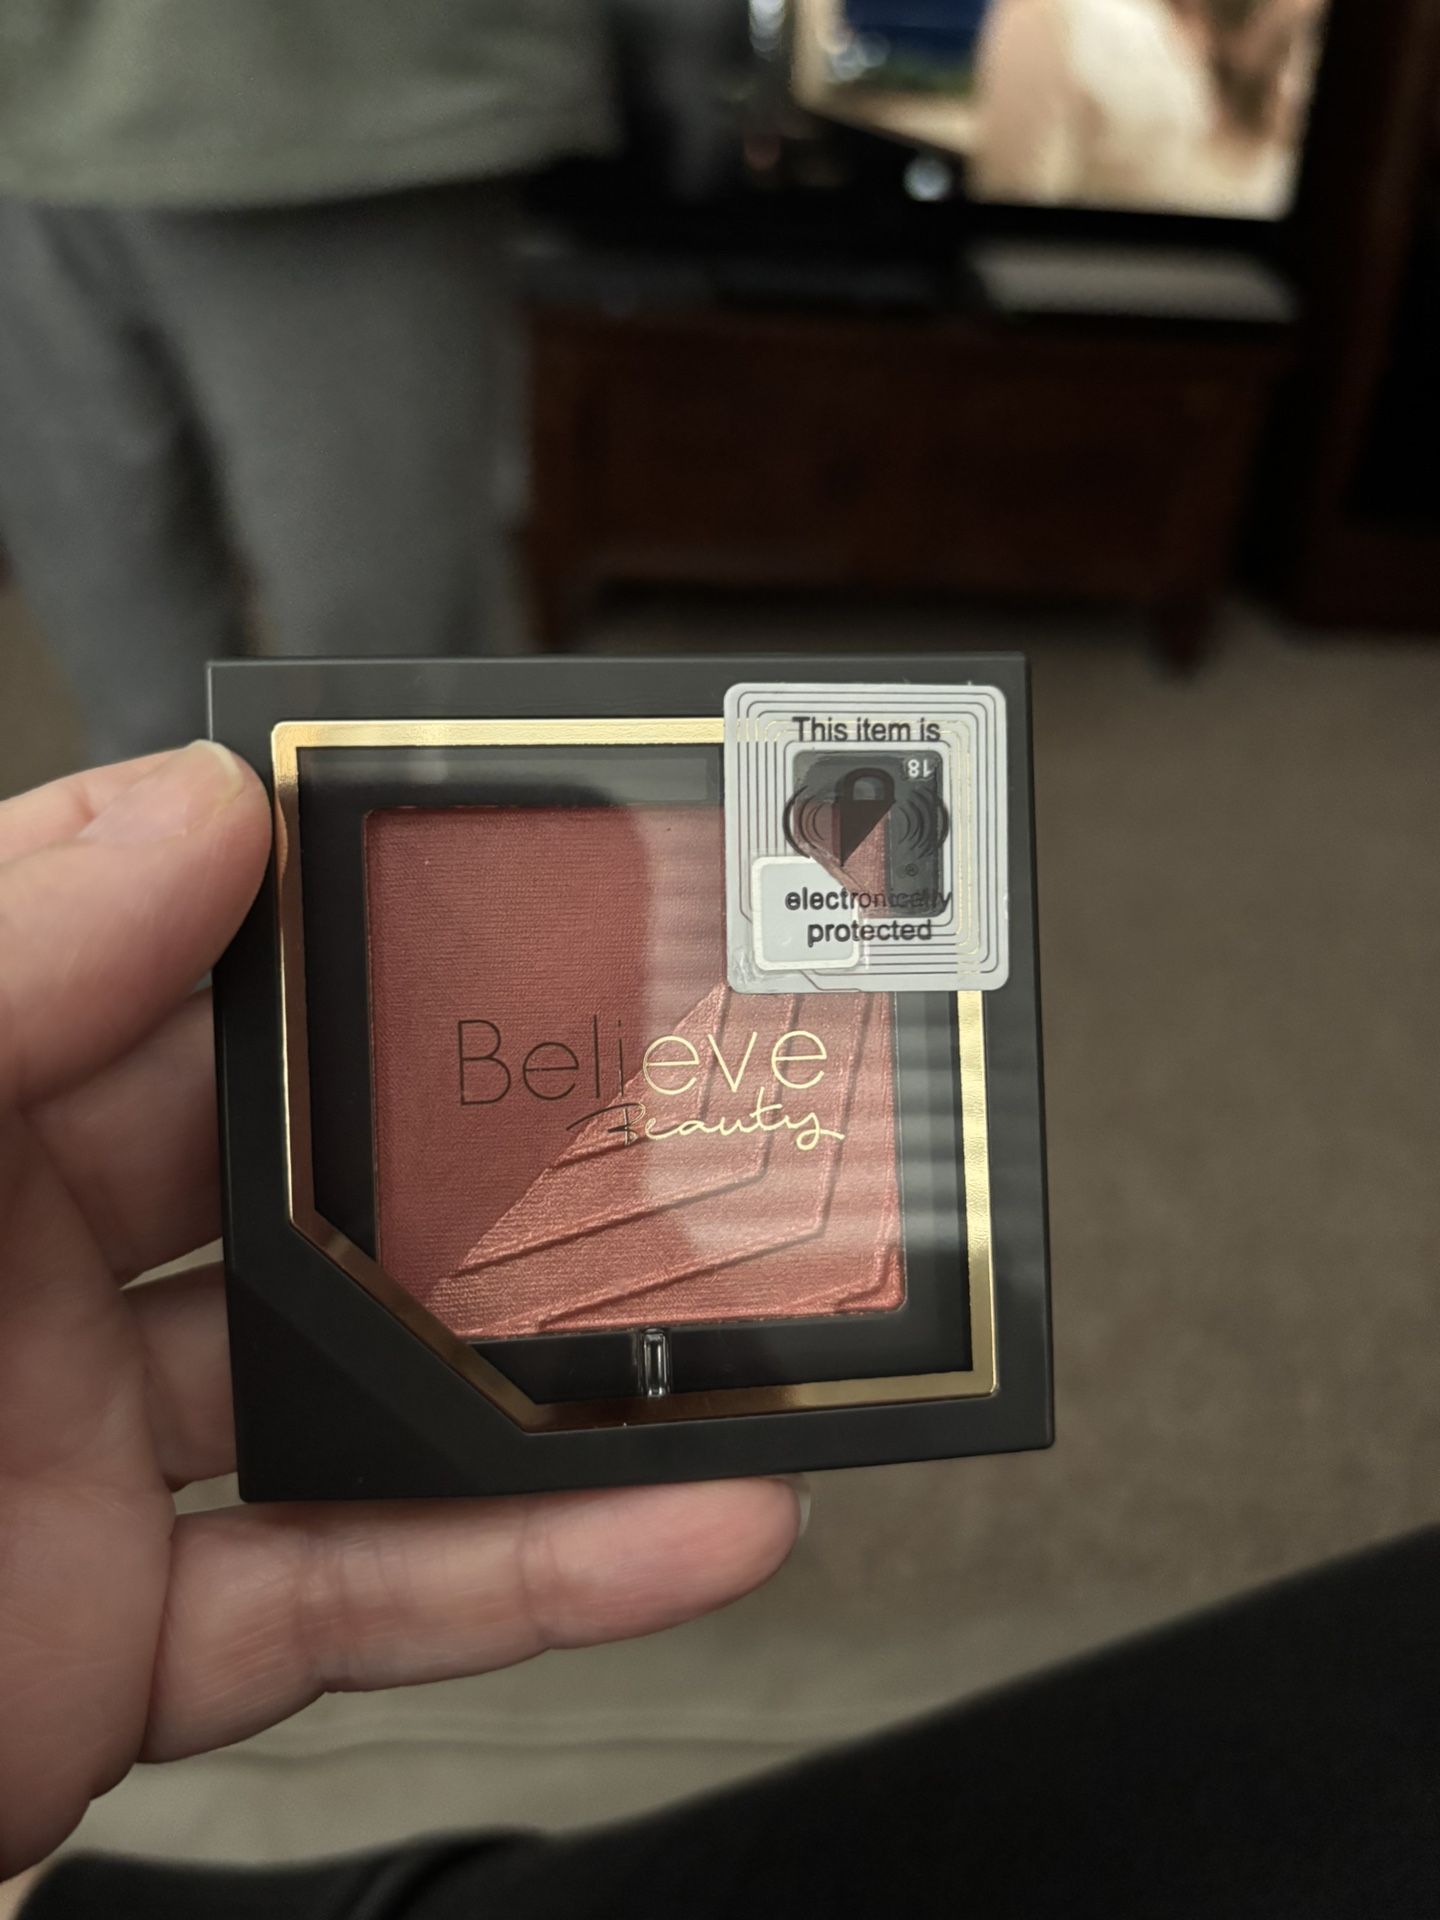 This item is
18
electronically
protected
Believe
Beauty